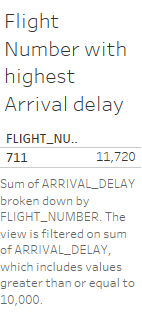 Flight
Number with
highest
Arrival delay
FLIGHT_NU..
711 11,720
Sum of ARRIVAL_DELAY
broken down by
FLIGHT_NUMBER. The
view is filtered on sum
of ARRIVAL_DELAY,
which includes values
greater than or equal to
10,000.